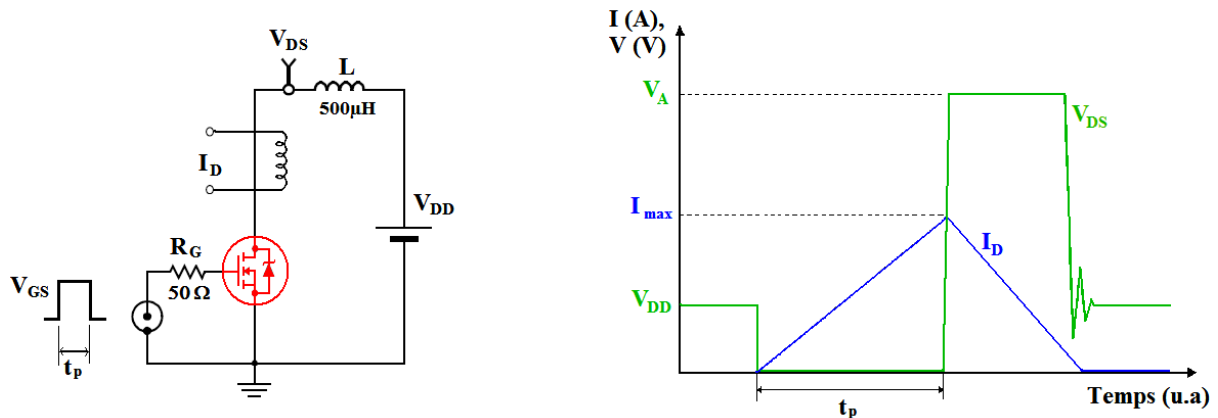 V_DS
L
500μH
I_D
V_DD
R_G
50 Ω
V_GS
t_p
I (A),
V (V)
V_A
V_DS
I_max
I_D
V_DD
Temps (u.a)
t_p